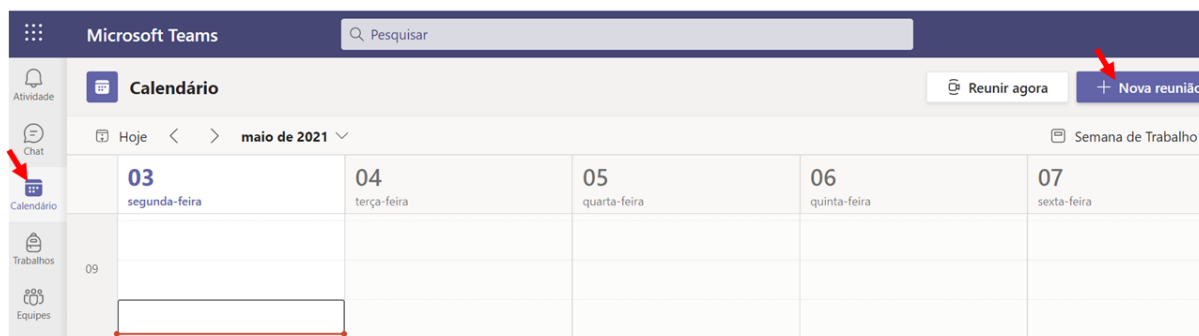 Microsoft Teams
Pesquisar
Atividade
Calendário
Reunir agora
Nova reunião
Chat
Hoje
maio de 2021
Semana de Trabalho
Calendário
03
04
05
06
07
segunda-feira
terça-feira
quarta-feira
quinta-feira
sexta-feira
Trabalhos
09
Equipes